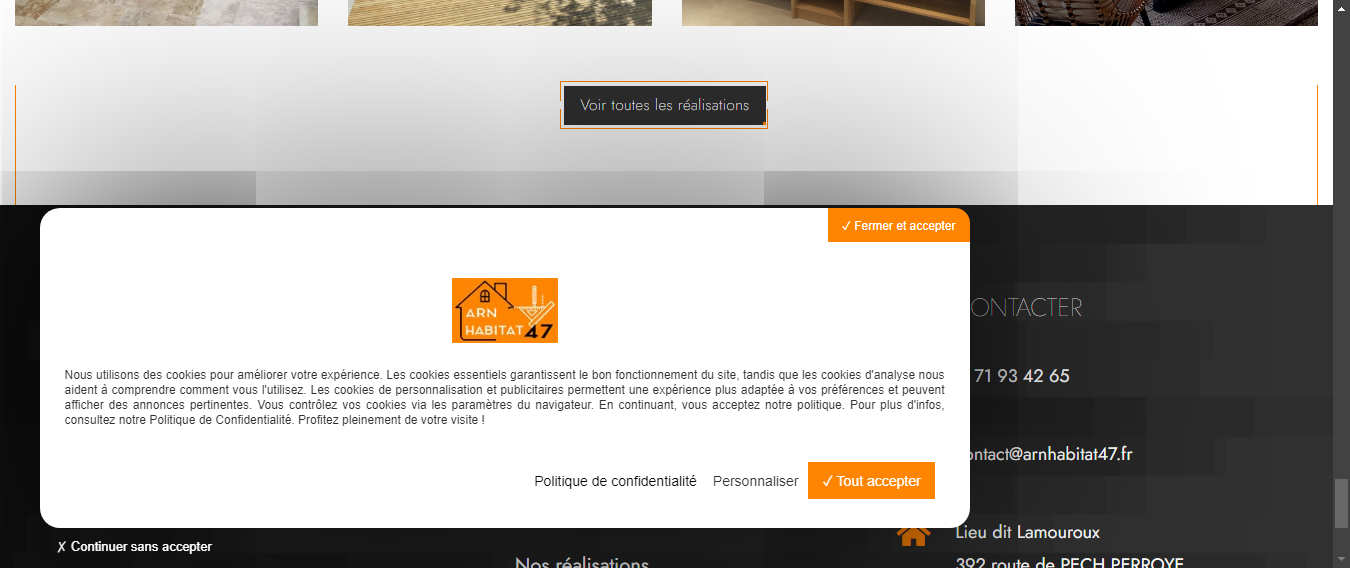 Voir toutes les réalisations
✓ Fermer et accepter
ARN
HABITAT 47
Nous utilisons des cookies pour améliorer votre expérience. Les cookies essentiels garantissent le bon fonctionnement du site, tandis que les cookies d'analyse nous
aident à comprendre comment vous l'utilisez. Les cookies de personnalisation et publicitaires permettent une expérience plus adaptée à vos préférences et peuvent
afficher des annonces pertinentes. Vous contrôlez vos cookies via les paramètres du navigateur. En continuant, vous acceptez notre politique. Pour plus d'infos,
consultez notre Politique de Confidentialité. Profitez pleinement de votre visite !
Politique de confidentialité
Personnaliser
✓ Tout accepter
✗ Continuer sans accepter
ONTACTER
71 93 42 65
ontact@arnhabitat47.fr
Lieu dit Lamouroux
392 route de PECH PERROYE
Nos réalisations